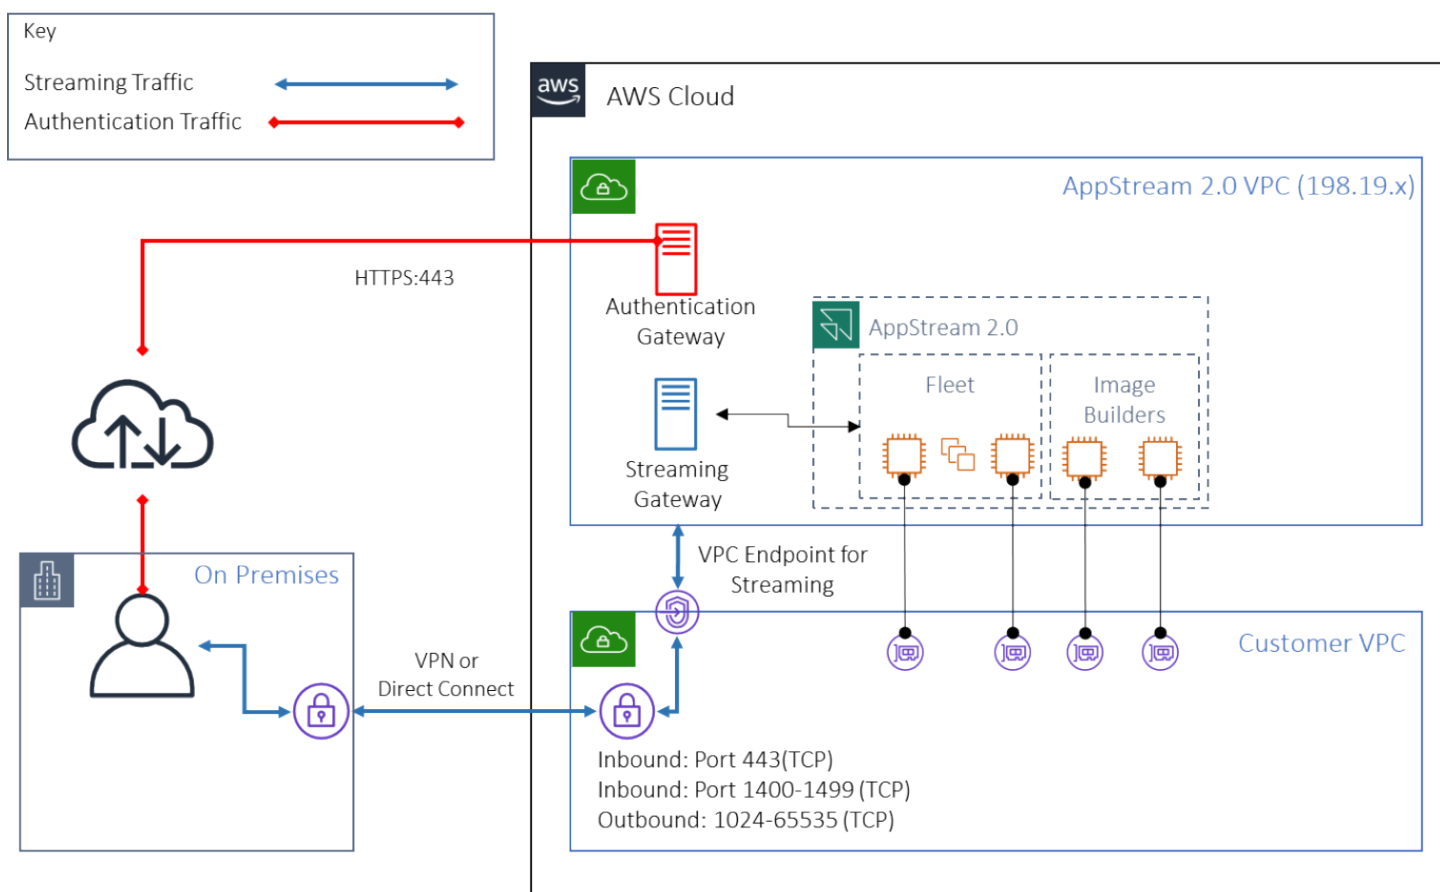 Key
Streaming Traffic
Authentication Traffic
aws
AWS Cloud
AppStream 2.0 VPC (198.19.x)
HTTPS:443
Authentication
Gateway
AppStream 2.0
Fleet
Image
Builders
Streaming
Gateway
VPC Endpoint for
Streaming
On Premises
Customer VPC
VPN or
Direct Connect
Inbound: Port 443(TCP)
Inbound: Port 1400-1499 (TCP)
Outbound: 1024-65535 (TCP)